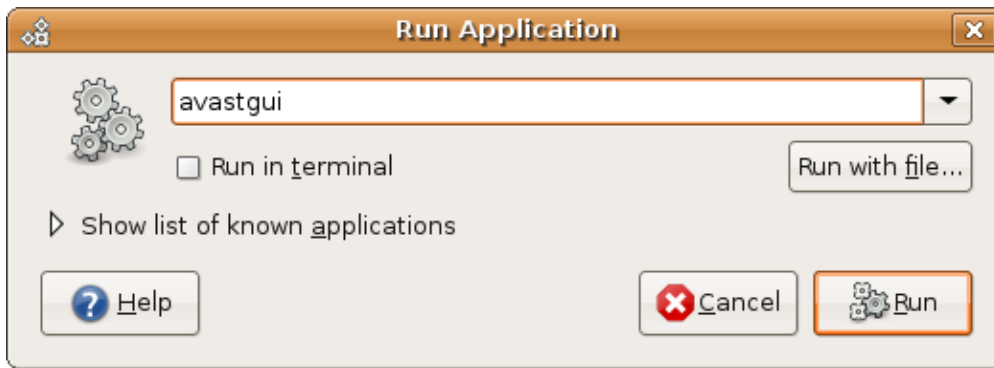 Run Application
avastgui
Run in terminal
Run with file...
Show list of known applications
Help
Cancel
Run